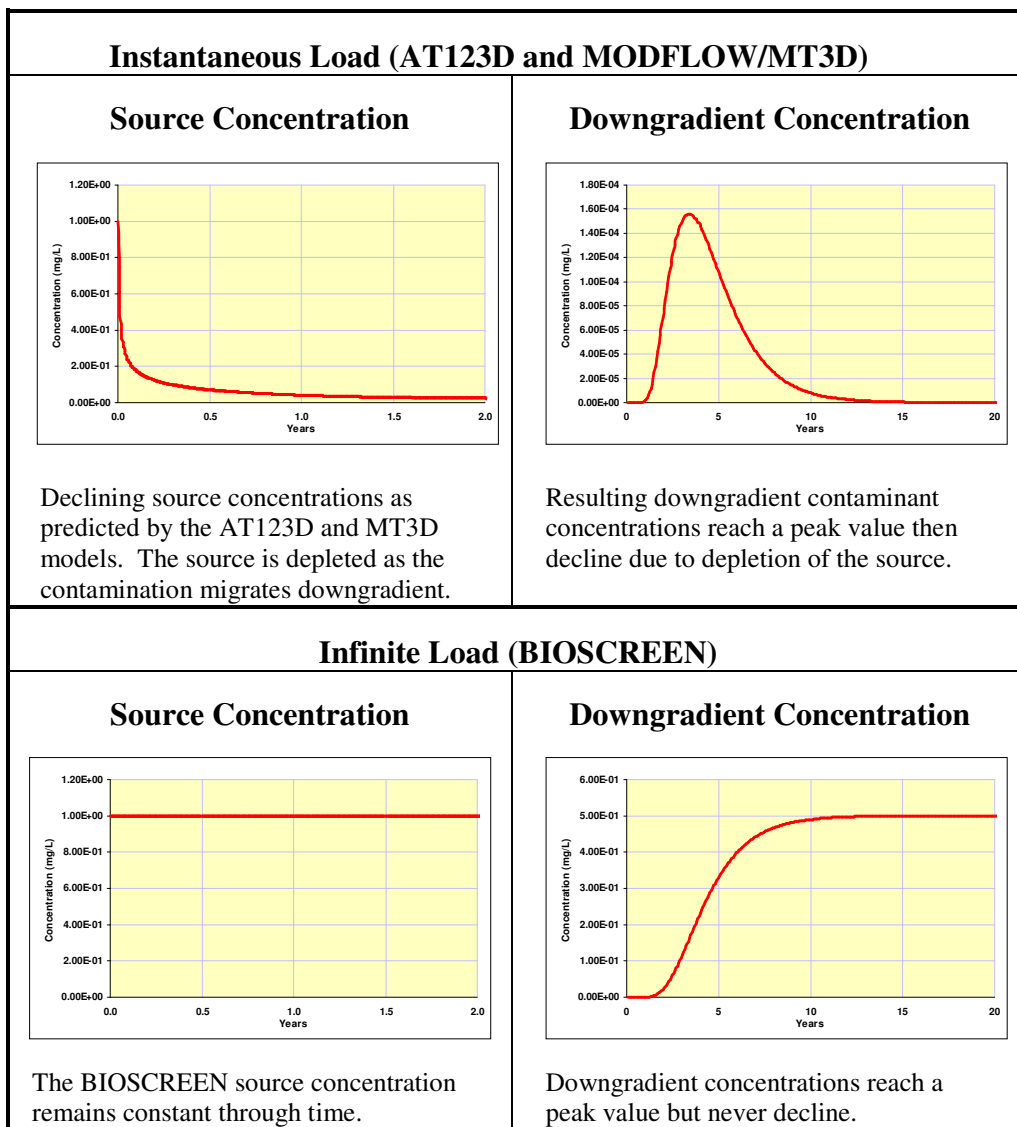 Instantaneous Load (AT123D and MODFLOW/MT3D)
Source Concentration
1.20E+00
1.00E+00
8.00E-01
6.00E-01
4.00E-01
2.00E-01
0.00E+00
Concentration (mg/L)
0.0 0.5 1.0 1.5 2.0
Years
Declining source concentrations as
predicted by the AT123D and MT3D
models. The source is depleted as the
contamination migrates downgradient.
Downgradient Concentration
1.80E-04
1.60E-04
1.40E-04
1.20E-04
1.00E-04
8.00E-05
6.00E-05
4.00E-05
2.00E-05
0.00E+00
Concentration (mg/L)
0 5 10 15 20
Years
Resulting downgradient contaminant
concentrations reach a peak value then
decline due to depletion of the source.
Infinite Load (BIOSCREEN)
Source Concentration
1.20E+00
1.00E+00
8.00E-01
6.00E-01
4.00E-01
2.00E-01
0.00E+00
Concentration (mg/L)
0.0 0.5 1.0 1.5 2.0
Years
The BIOSCREEN source concentration
remains constant through time.
Downgradient Concentration
6.00E-01
5.00E-01
4.00E-01
3.00E-01
2.00E-01
1.00E-01
0.00E+00
Concentration (mg/L)
0 5 10 15 20
Years
Downgradient concentrations reach a
peak value but never decline.